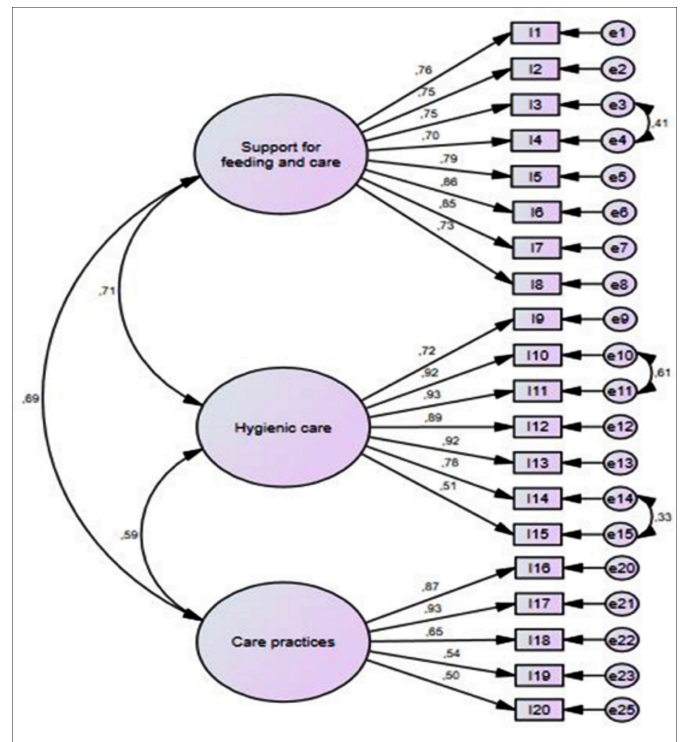 I1 e1
,76
I2 e2
,75
I3 e3
,75
,41
I4 e4
,70
Support for
feeding and care
I5 e5
,79
I6 e6
,86
I7 e7
,85
I8 e8
,73
,71
I9 e9
,72
I10 e10
,92
,61
I11 e11
,93
,69
I12 e12
,89
Hygienic care
I13 e13
,92
I14 e14
,78
,33
I15 e15
,51
,59
I16 e20
,87
I17 e21
,93
Care practices
I18 e22
,65
I19 e23
,54
I20 e25
,50